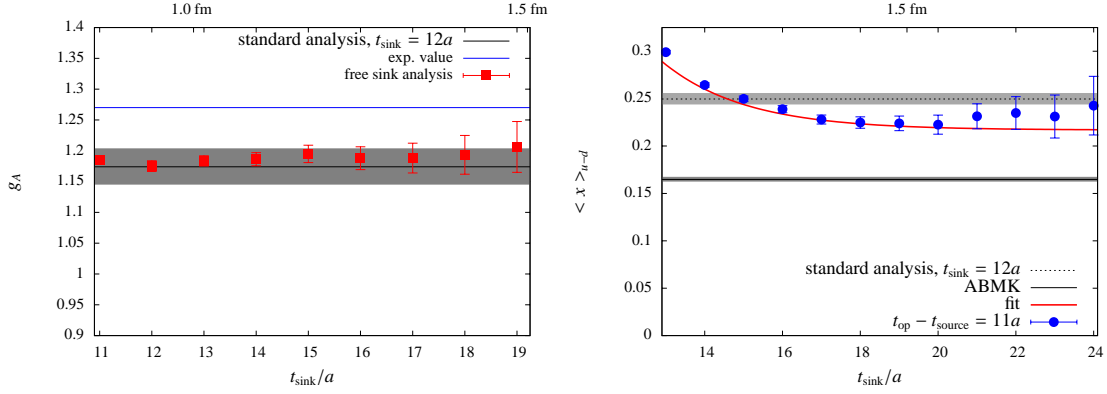 1.0 fm
1.5 fm
1.4
1.35
1.3
1.25
1.2
1.15
1.1
1.05
1
0.95
0.9
g_A
standard analysis, t_sink = 12a
exp. value
free sink analysis
11 12 13 14 15 16 17 18 19
t_sink/a
1.5 fm
0.3
0.25
0.2
0.15
0.1
0.05
0
< x >_{u−d}
standard analysis, t_sink = 12a
ABMK
fit
t_op − t_source = 11a
14 16 18 20 22 24
t_sink/a